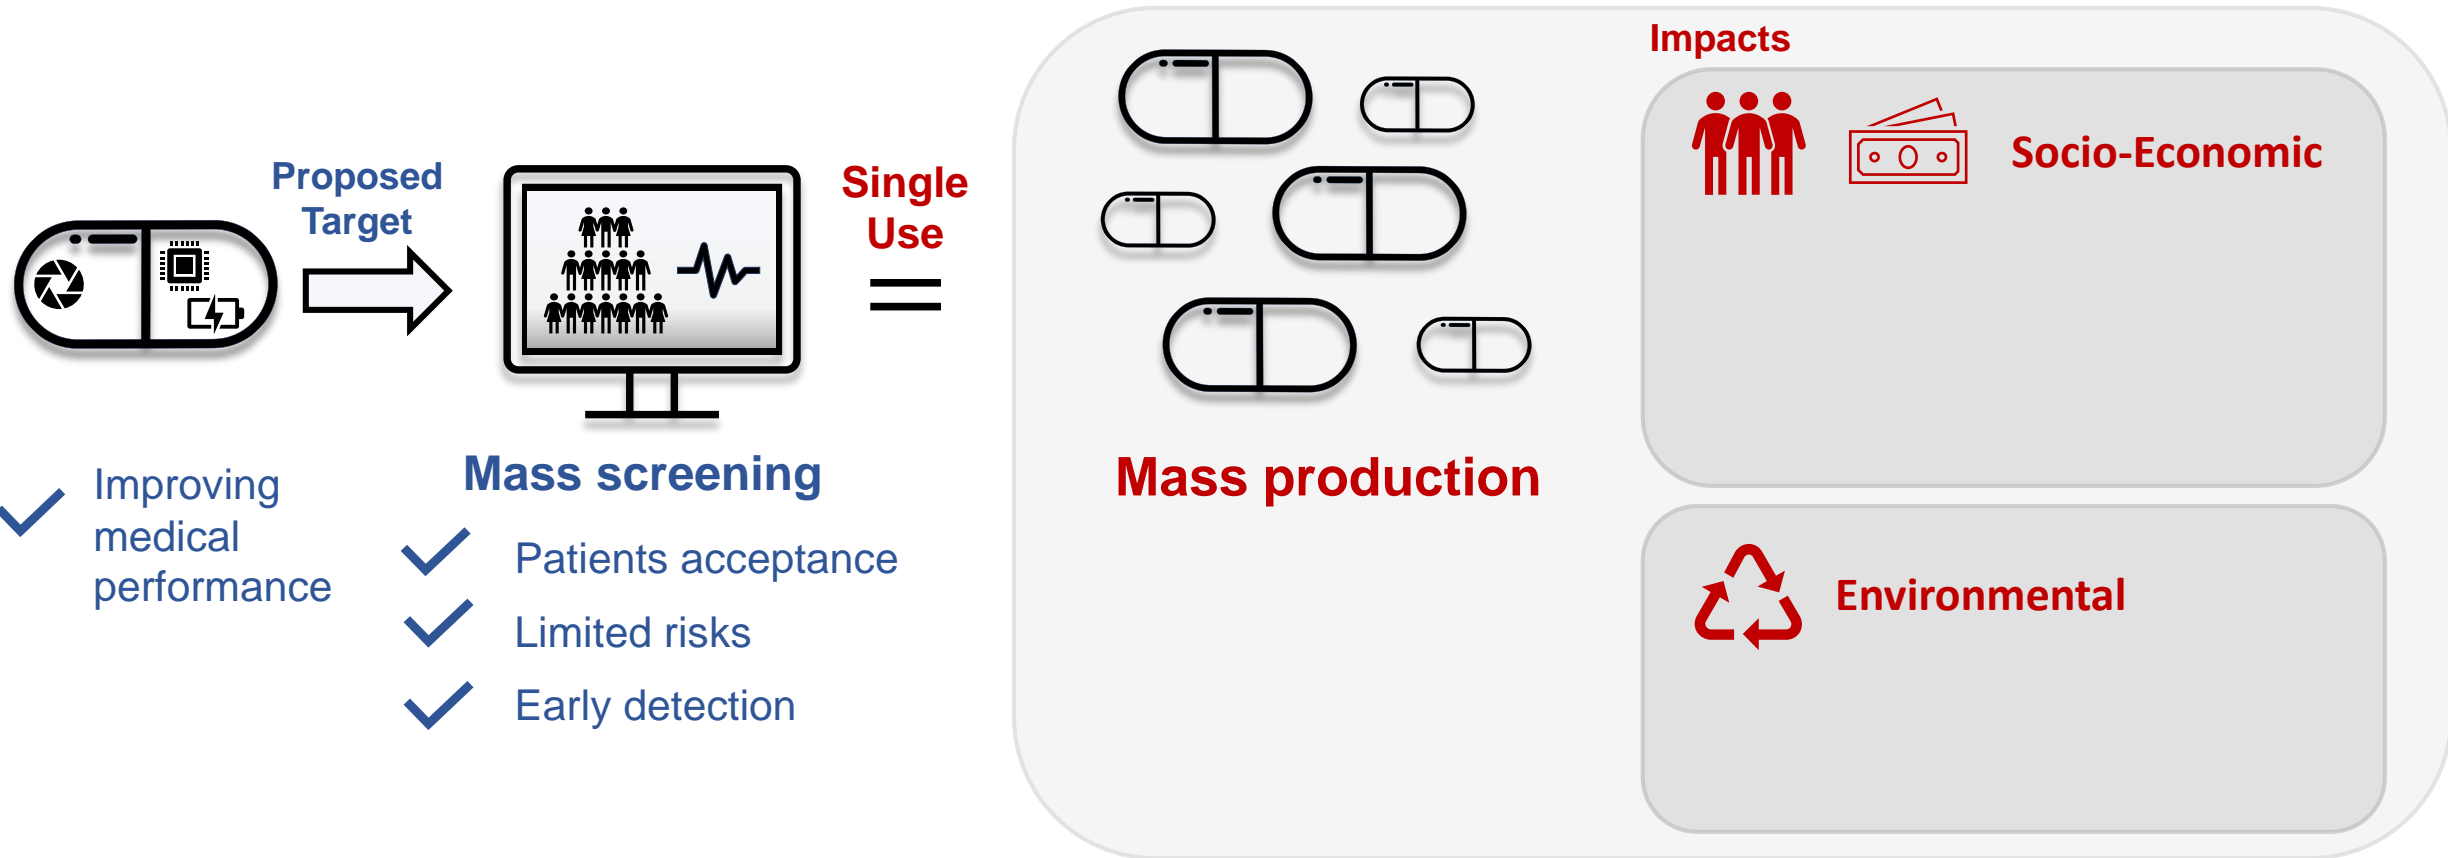 Proposed
Target
Improving
medical
performance
Mass screening
Patients acceptance
Limited risks
Early detection
Single
Use
Mass production
Impacts
Socio-Economic
Environmental